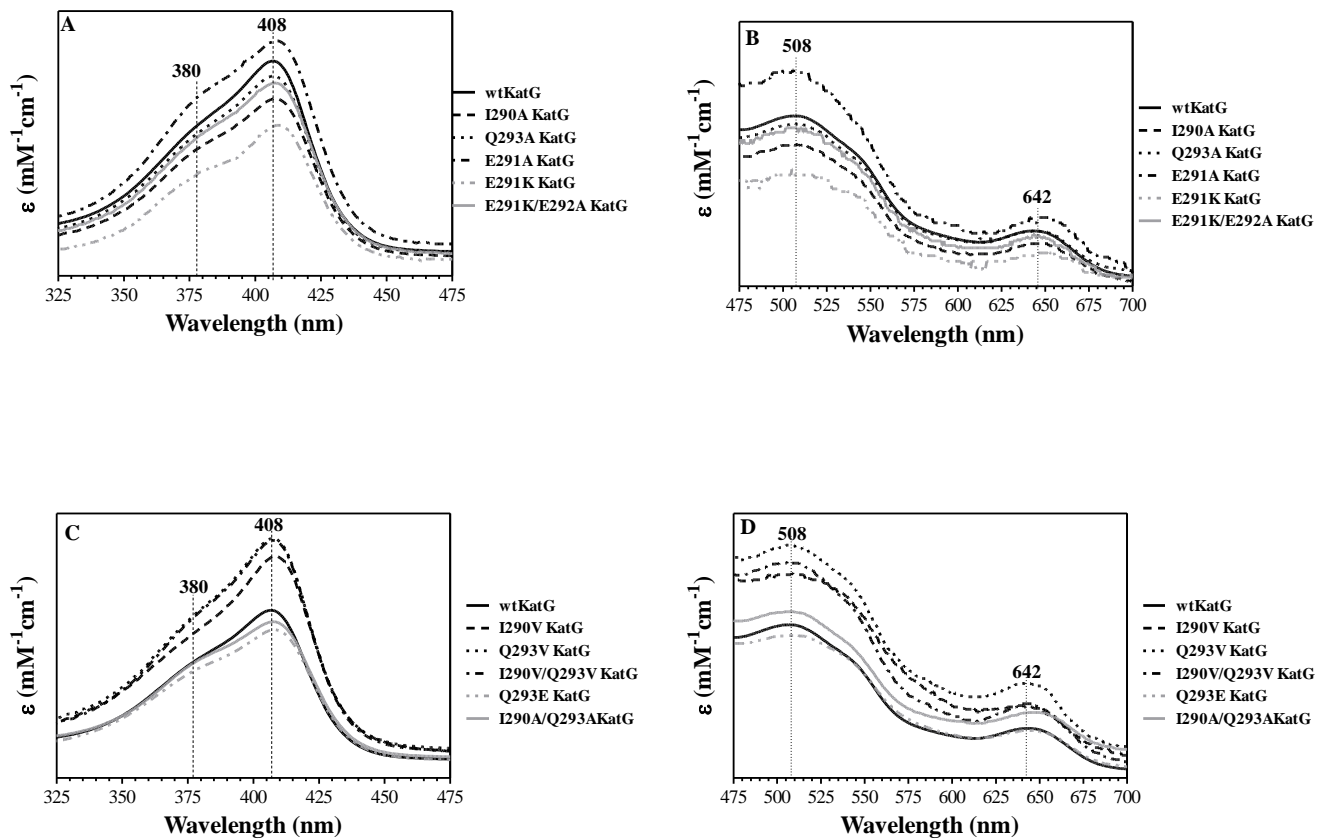 A
408
380
wtKatG
I290A KatG
Q293A KatG
E291A KatG
E291K KatG
E291K/E292A KatG
ε (mM⁻¹cm⁻¹)
325 350 375 400 425 450 475
Wavelength (nm)
B
508
642
wtKatG
I290A KatG
Q293A KatG
E291A KatG
E291K KatG
E291K/E292A KatG
ε (mM⁻¹cm⁻¹)
475 500 525 550 575 600 625 650 675 700
Wavelength (nm)
C
408
380
wtKatG
I290V KatG
Q293V KatG
I290V/Q293V KatG
Q293E KatG
I290A/Q293AKatG
ε (mM⁻¹cm⁻¹)
325 350 375 400 425 450 475
Wavelength (nm)
D
508
642
wtKatG
I290V KatG
Q293V KatG
I290V/Q293V KatG
Q293E KatG
I290A/Q293AKatG
ε (mM⁻¹cm⁻¹)
475 500 525 550 575 600 625 650 675 700
Wavelength (nm)